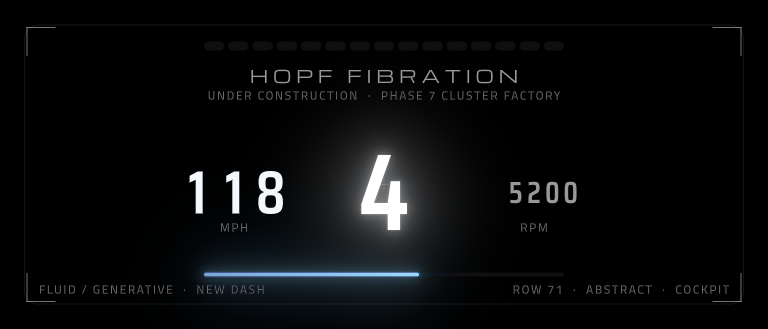 HOPF FIBRATION
UNDER CONSTRUCTION · PHASE 7 CLUSTER FACTORY
118 4 5200
MPH RPM
FLUID / GENERATIVE · NEW DASH ROW 71 · ABSTRACT · COCKPIT